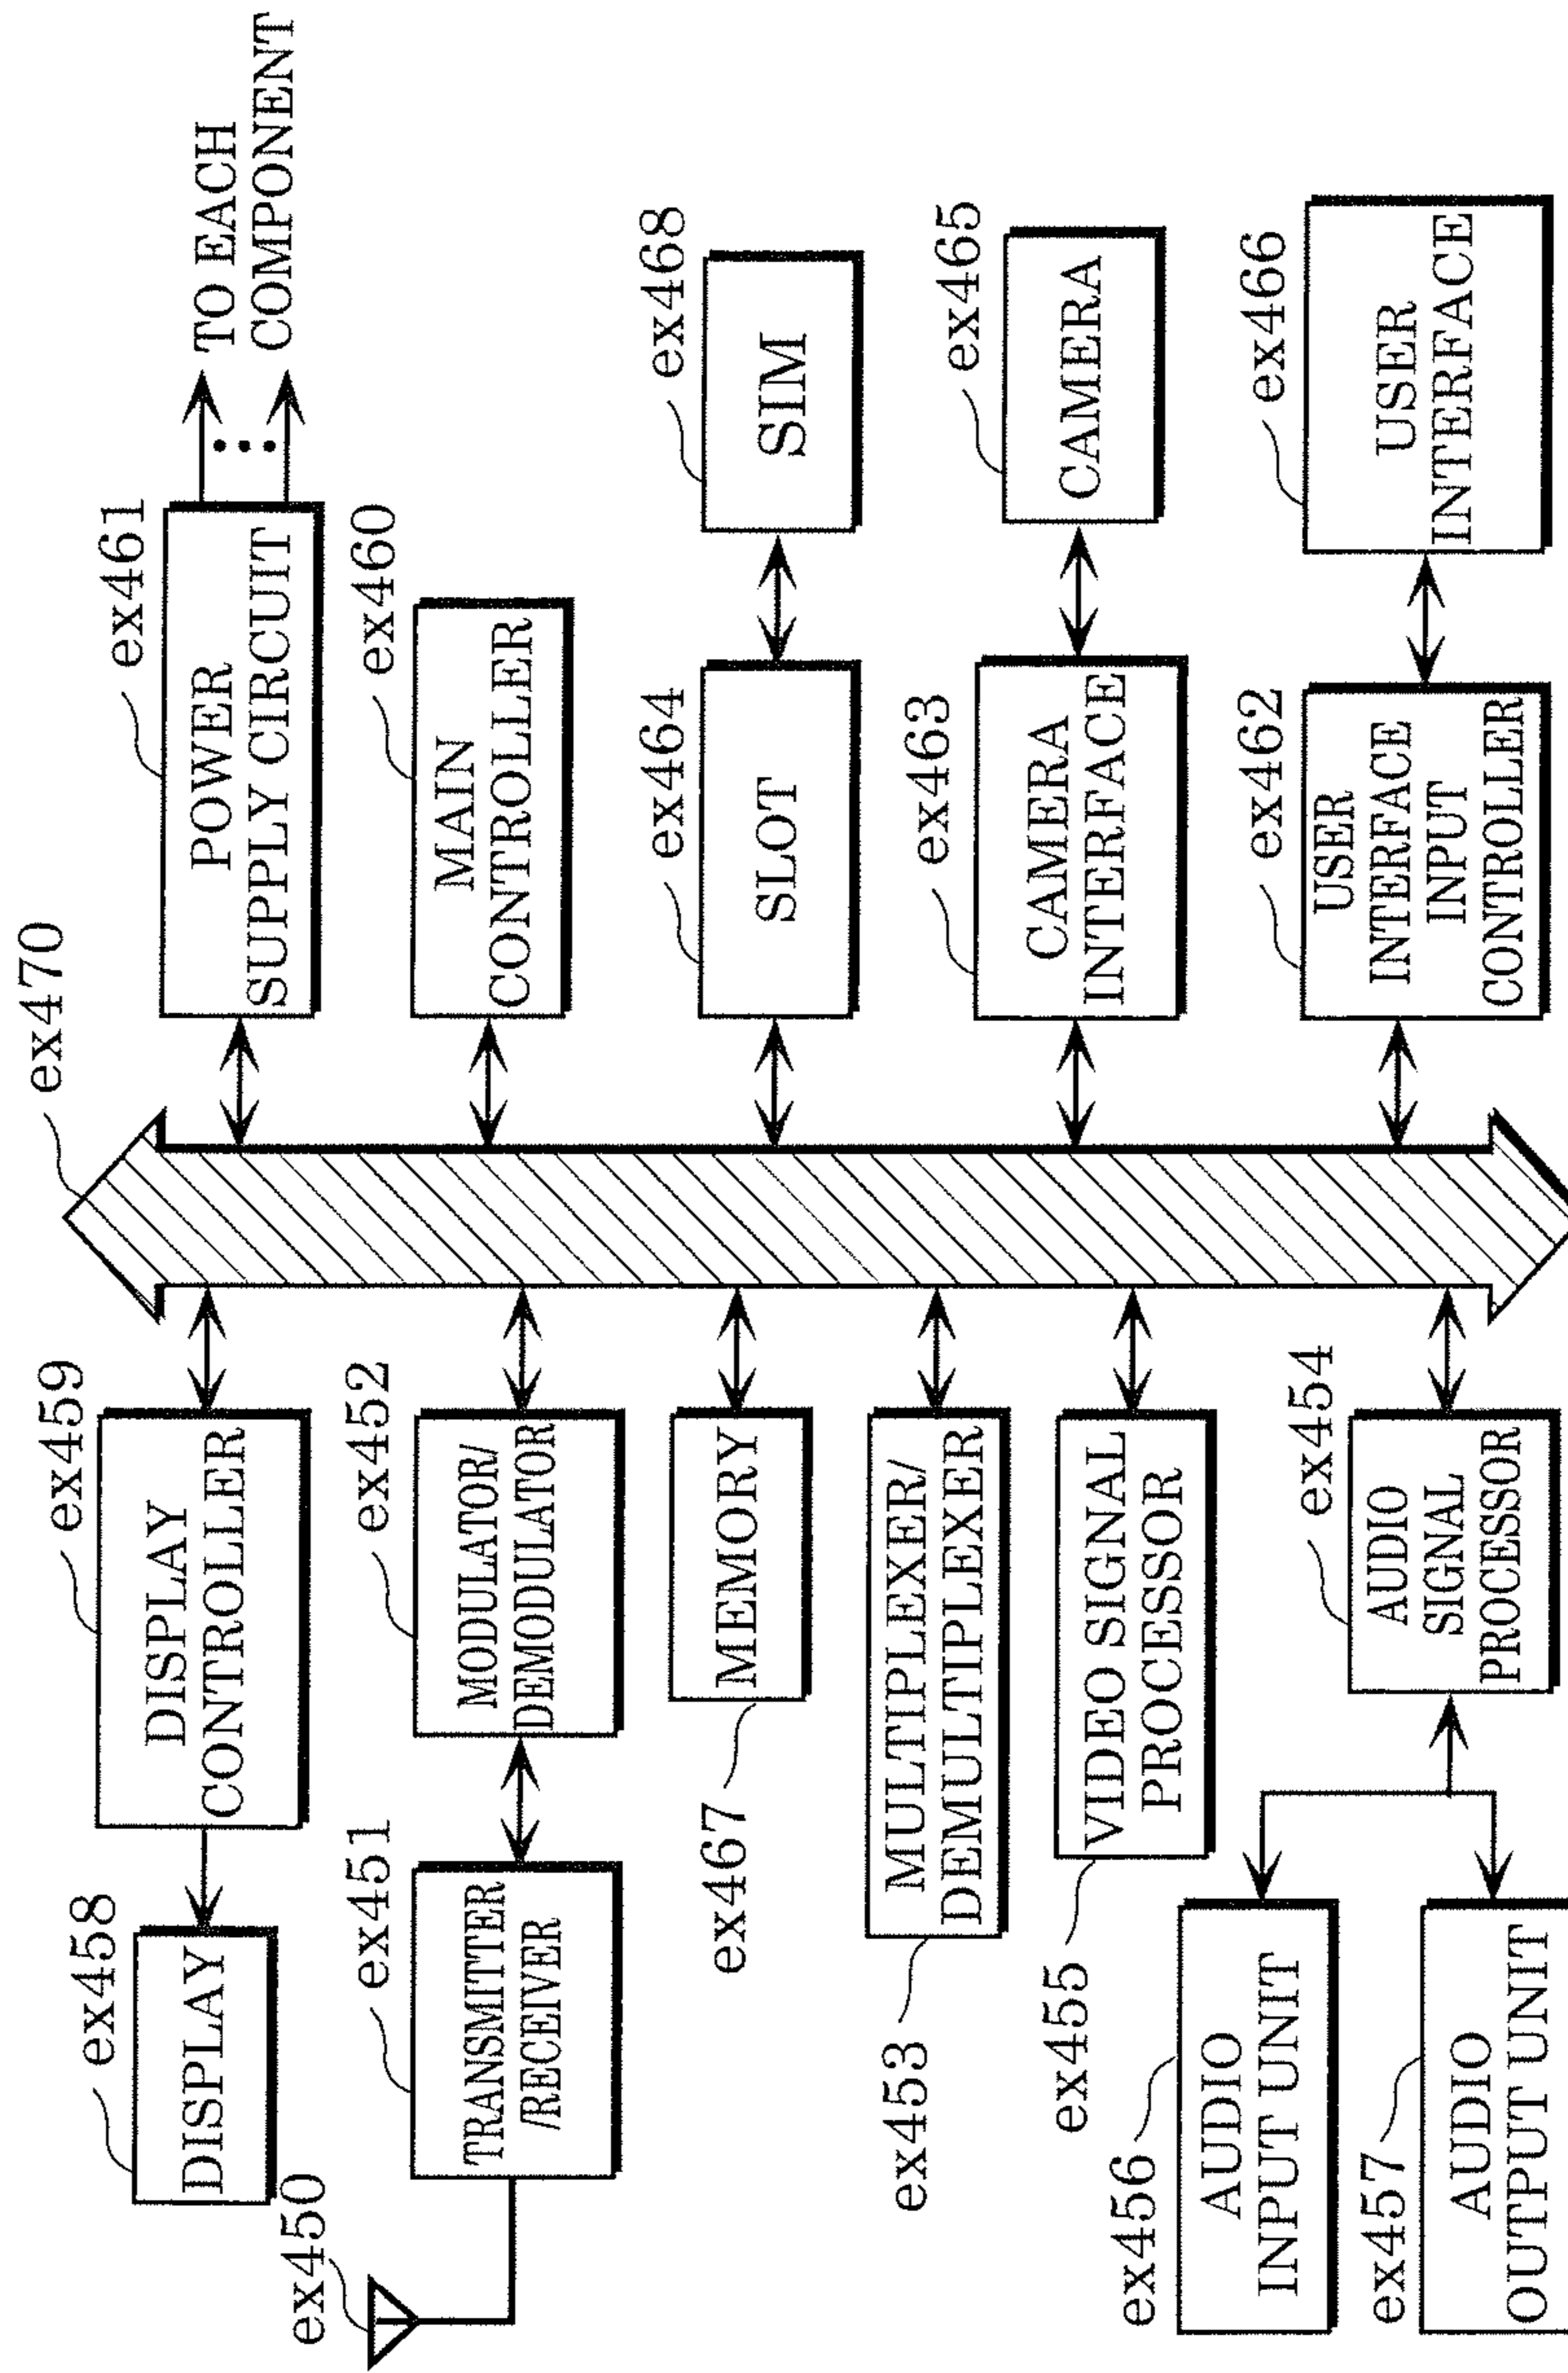 ex470
ex458
DISPLAY
ex459
DISPLAY
CONTROLLER
ex461
POWER
SUPPLY CIRCUIT
TO EACH
COMPONENT
ex450
ex451
TRANSMITTER
/RECEIVER
ex452
MODULATOR/
DEMODULATOR
ex460
MAIN
CONTROLLER
ex467
MEMORY
ex464
SLOT
ex468
SIM
ex453
MULTIPLEXER/
DEMULTIPLEXER
ex455
VIDEO SIGNAL
PROCESSOR
ex463
CAMERA
INTERFACE
ex465
CAMERA
ex456
AUDIO
INPUT UNIT
ex457
AUDIO
OUTPUT UNIT
ex454
AUDIO
SIGNAL
PROCESSOR
ex462
USER
INTERFACE
INPUT
CONTROLLER
ex466
USER
INTERFACE